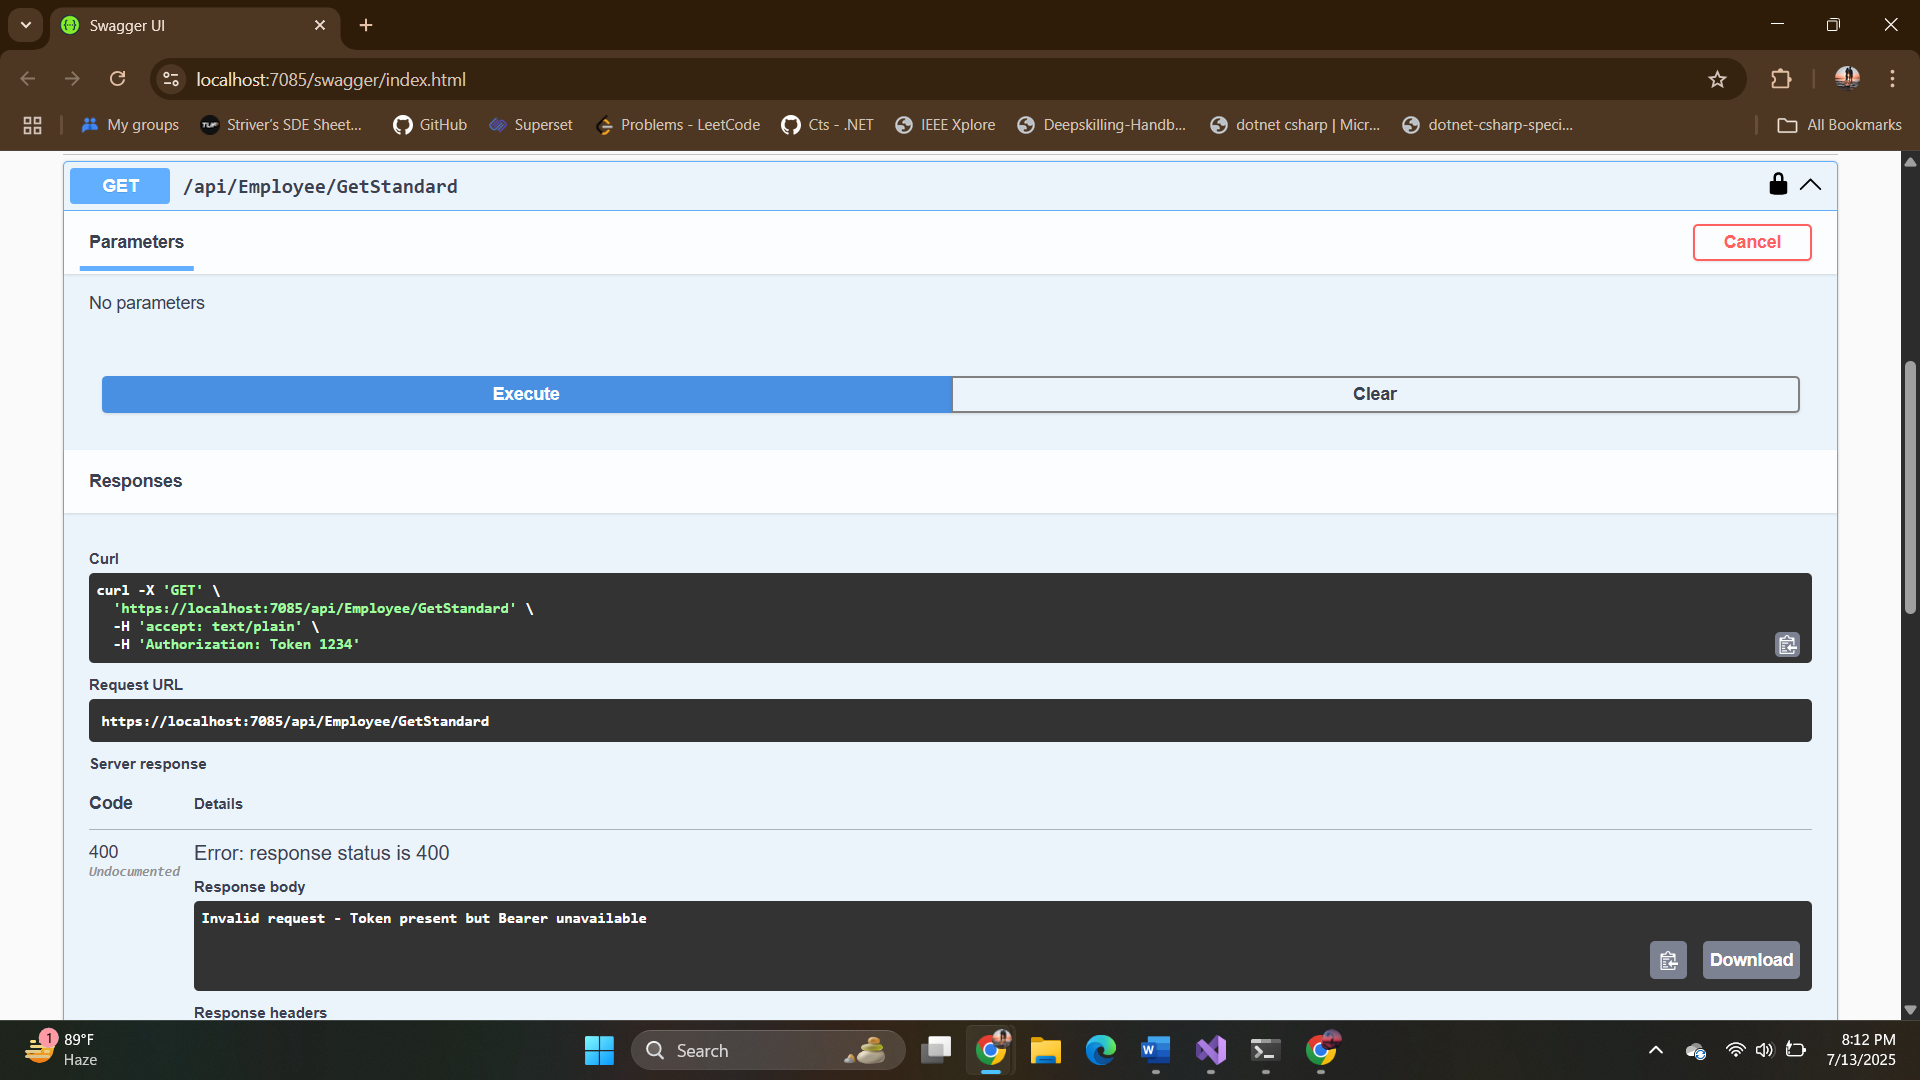 Swagger UI
localhost:7085/swagger/index.html
My groups
Striver's SDE Sheet...
GitHub
Superset
Problems - LeetCode
Cts - .NET
IEEE Xplore
Deepskilling-Handb...
dotnet csharp | Micr...
dotnet-csharp-speci...
All Bookmarks
GET /api/Employee/GetStandard
Parameters
Cancel
No parameters
Execute
Clear
Responses
Curl
curl -X 'GET' \
'https://localhost:7085/api/Employee/GetStandard' \
-H 'accept: text/plain' \
-H 'Authorization: Token 1234'
Request URL
https://localhost:7085/api/Employee/GetStandard
Server response
Code Details
400 Error: response status is 400
Undocumented
Response body
Invalid request - Token present but Bearer unavailable
Download
Response headers
1
89°F
Haze
Search
8:12 PM
7/13/2025